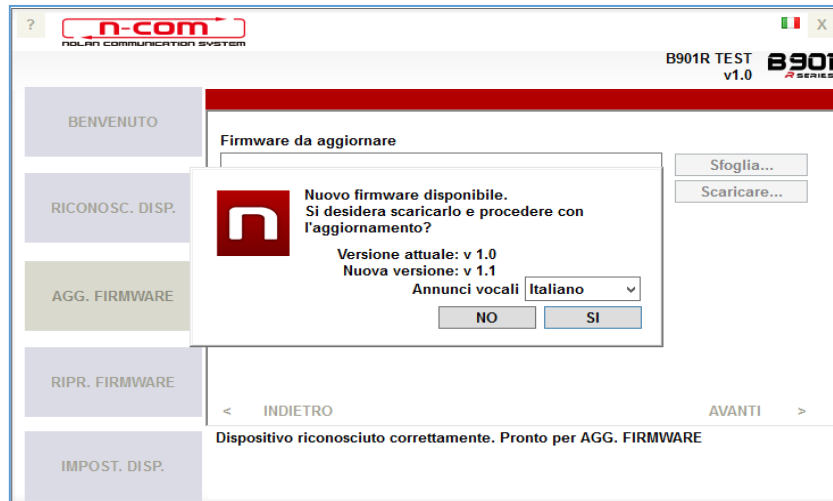 ?
n-com
NOLAN COMMUNICATION SYSTEM
X
B901R TEST
v1.0
B901
R SERIES
BENVENUTO
RICONOSC. DISP.
AGG. FIRMWARE
RIPR. FIRMWARE
IMPOST. DISP.
Firmware da aggiornare
Sfoglia...
Scaricare...
n
Nuovo firmware disponibile.
Si desidera scaricarlo e procedere con
l'aggiornamento?
Versione attuale: v 1.0
Nuova versione: v 1.1
Annunci vocali Italiano
NO SI
< INDIETRO AVANTI >
Dispositivo riconosciuto correttamente. Pronto per AGG. FIRMWARE